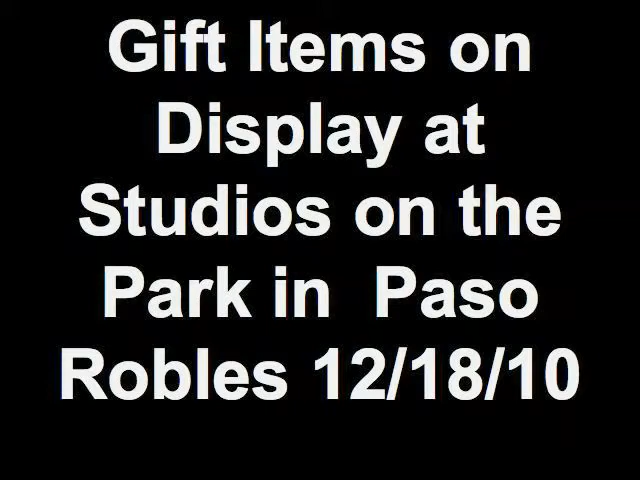 Gift Items on
Display at
Studios on the
Park in  Paso
Robles 12/18/10